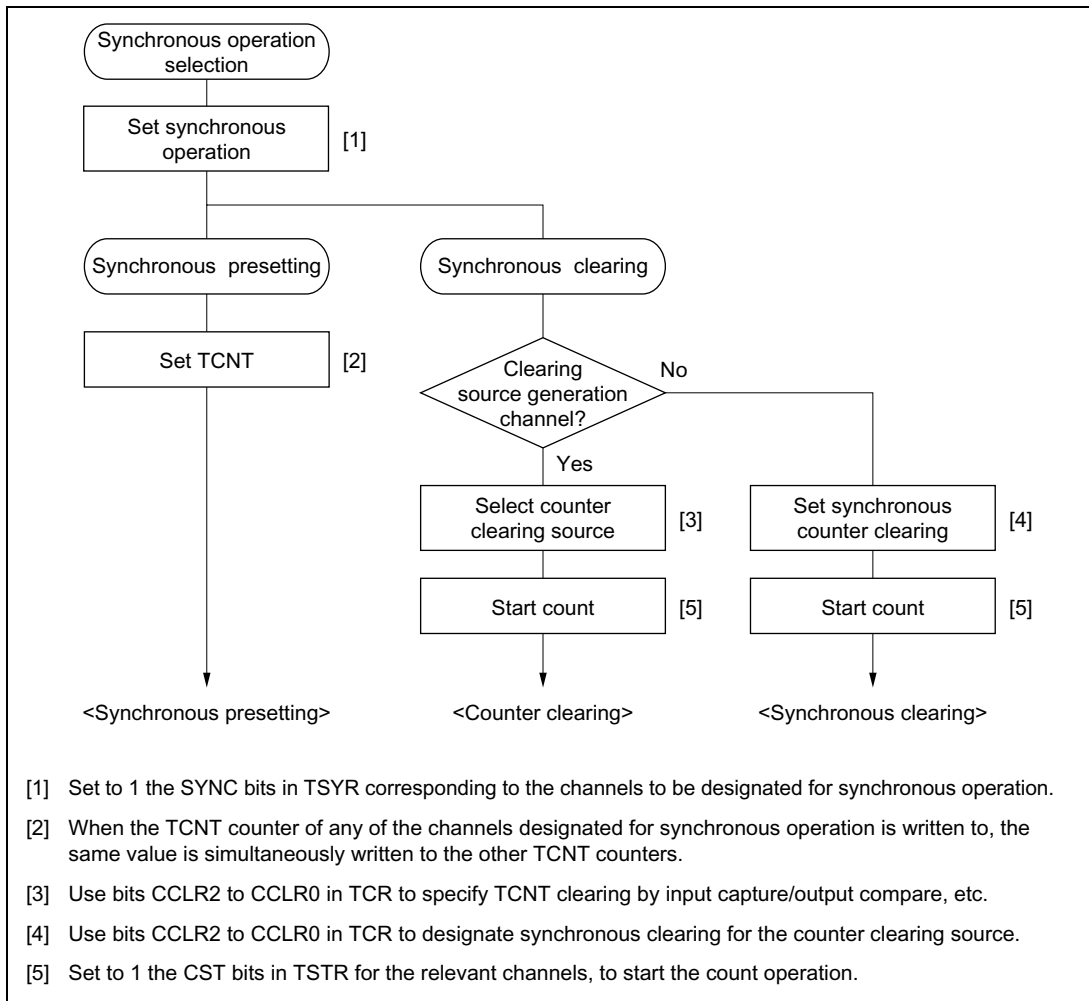 Synchronous operation
selection
Set synchronous
operation
[1]
Synchronous presetting
Synchronous clearing
Set TCNT
[2]
Clearing
source generation
channel?
No
Yes
Select counter
clearing source
[3]
Set synchronous
counter clearing
[4]
Start count
[5]
Start count
[5]
<Synchronous presetting>
<Counter clearing>
<Synchronous clearing>
[1] Set to 1 the SYNC bits in TSYR corresponding to the channels to be designated for synchronous operation.
[2] When the TCNT counter of any of the channels designated for synchronous operation is written to, the
same value is simultaneously written to the other TCNT counters.
[3] Use bits CCLR2 to CCLR0 in TCR to specify TCNT clearing by input capture/output compare, etc.
[4] Use bits CCLR2 to CCLR0 in TCR to designate synchronous clearing for the counter clearing source.
[5] Set to 1 the CST bits in TSTR for the relevant channels, to start the count operation.